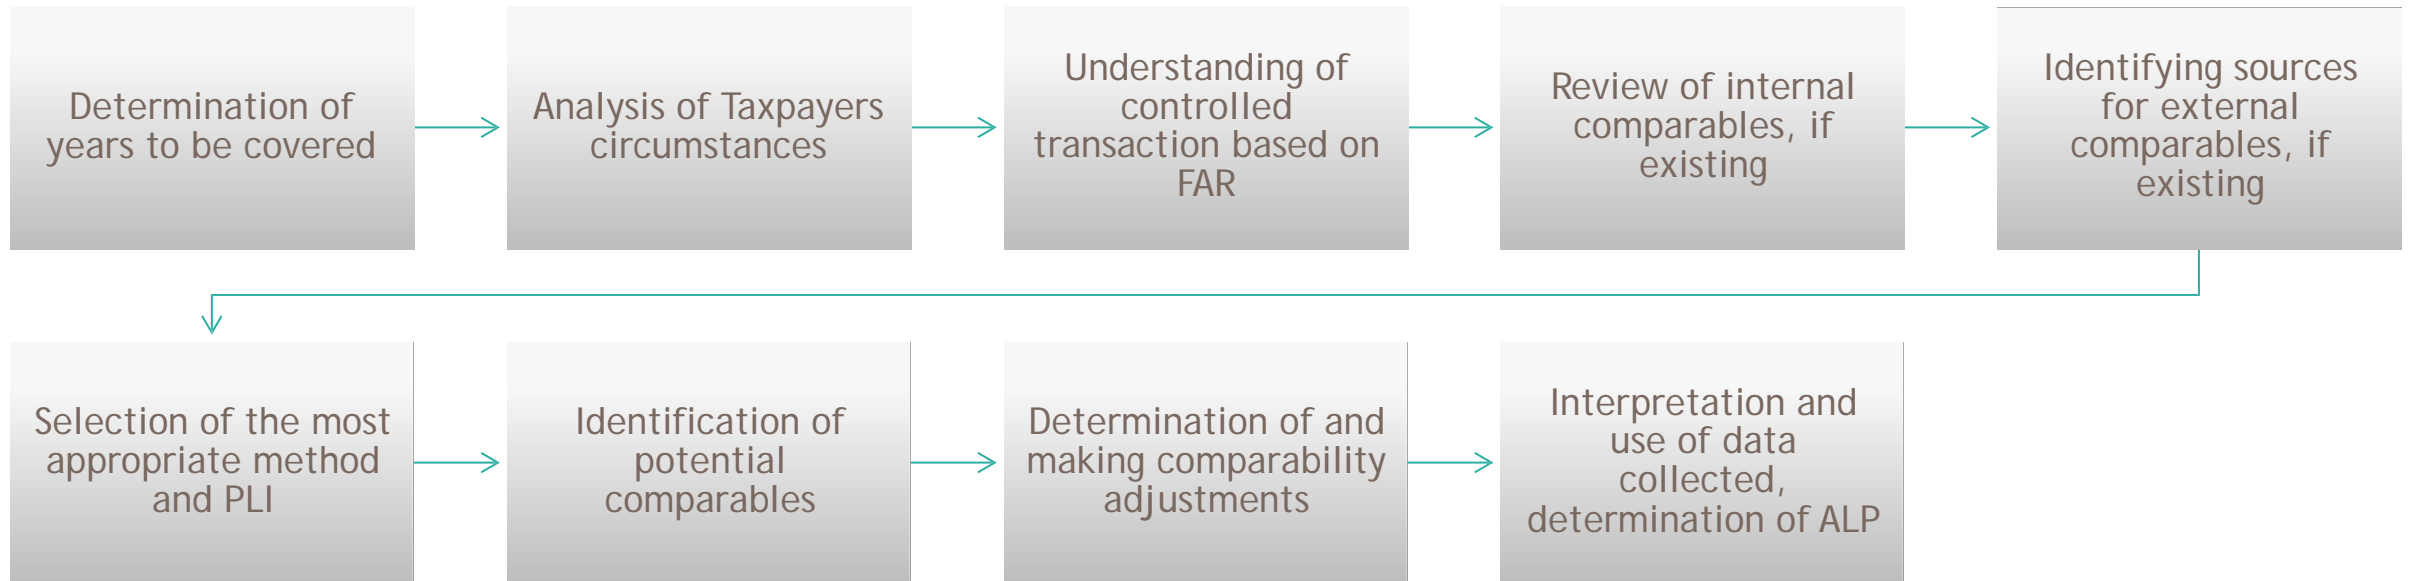 Determination of
years to be covered
Analysis of Taxpayers
circumstances
Understanding of
controlled
transaction based on
FAR
Review of internal
comparables, if
existing
Identifying sources
for external
comparables, if
existing
Selection of the most
appropriate method
and PLI
Identification of
potential
comparables
Determination of and
making comparability
adjustments
Interpretation and
use of data
collected,
determination of ALP